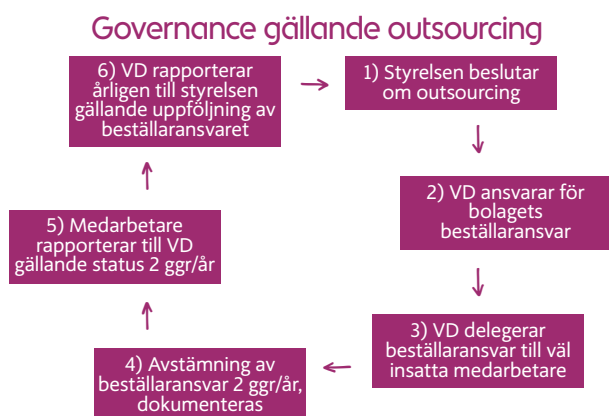 Governance gällande outsourcing
1) Styrelsen beslutar
om outsourcing
2) VD ansvarar för
bolagets
beställaransvar
3) VD delegerar
beställaransvar till väl
insatta medarbetare
4) Avstämning av
beställaransvar 2 ggr/år,
dokumenteras
5) Medarbetare
rapporterar till VD
gällande status 2 ggr/år
6) VD rapporterar
årligen till styrelsen
gällande uppföljning av
beställaransvaret